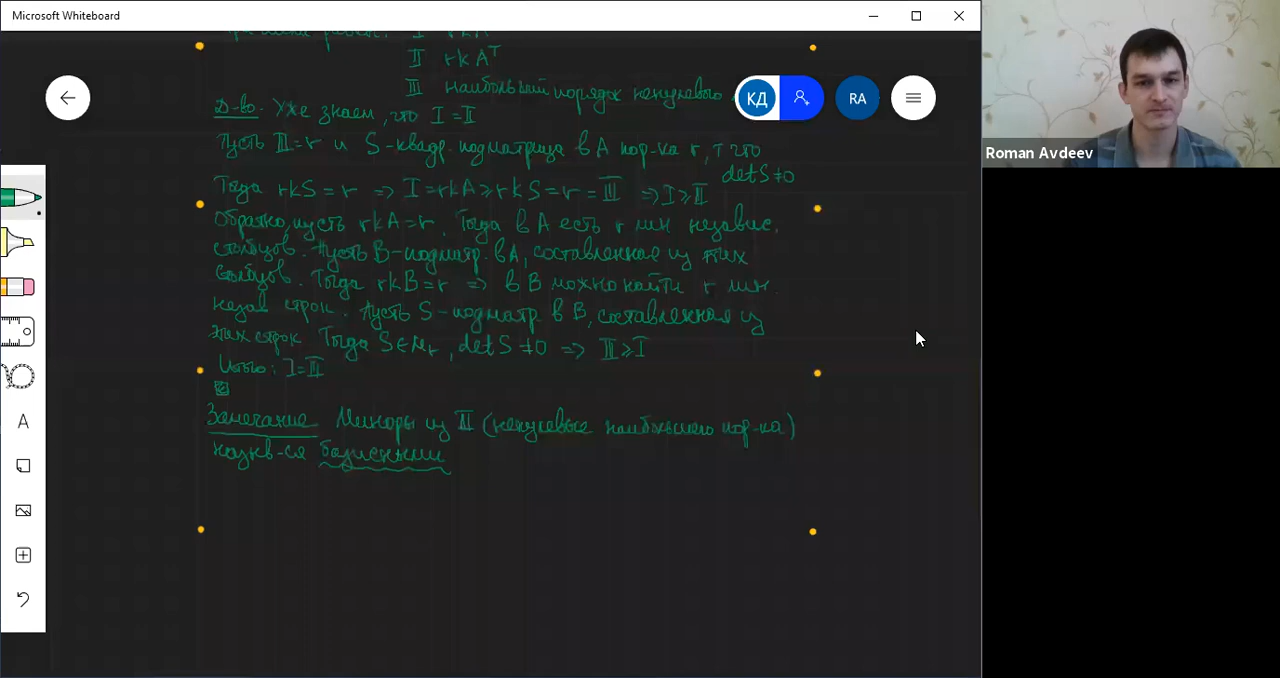 Microsoft Whiteboard
I rk A
II rk A^T
III наибольший порядок ненулевого
КД
RA
Roman Avdeev
Д-во. Уже знаем, что I = II
Пусть III = r и S - квадр. подматрица в A пор-ка r, т что
det S ≠ 0
Тогда rk S = r => I = rk A ≥ rk S = r = III => I ≥ III
Обратно, пусть rk A = r. Тогда в A есть r лин независ.
столбцов. Пусть B - подматр. в A, составленная из этих
столбцов. Тогда rk B = r => в B можно найти r лин.
незав строк. Пусть S - подматр в B, составленная из
этих строк Тогда S ∈ M_r, det S ≠ 0 => III ≥ I
Итого: I = III
Замечание Миноры из III (ненулевые наибольшего пор-ка)
назыв-ся базисными
A